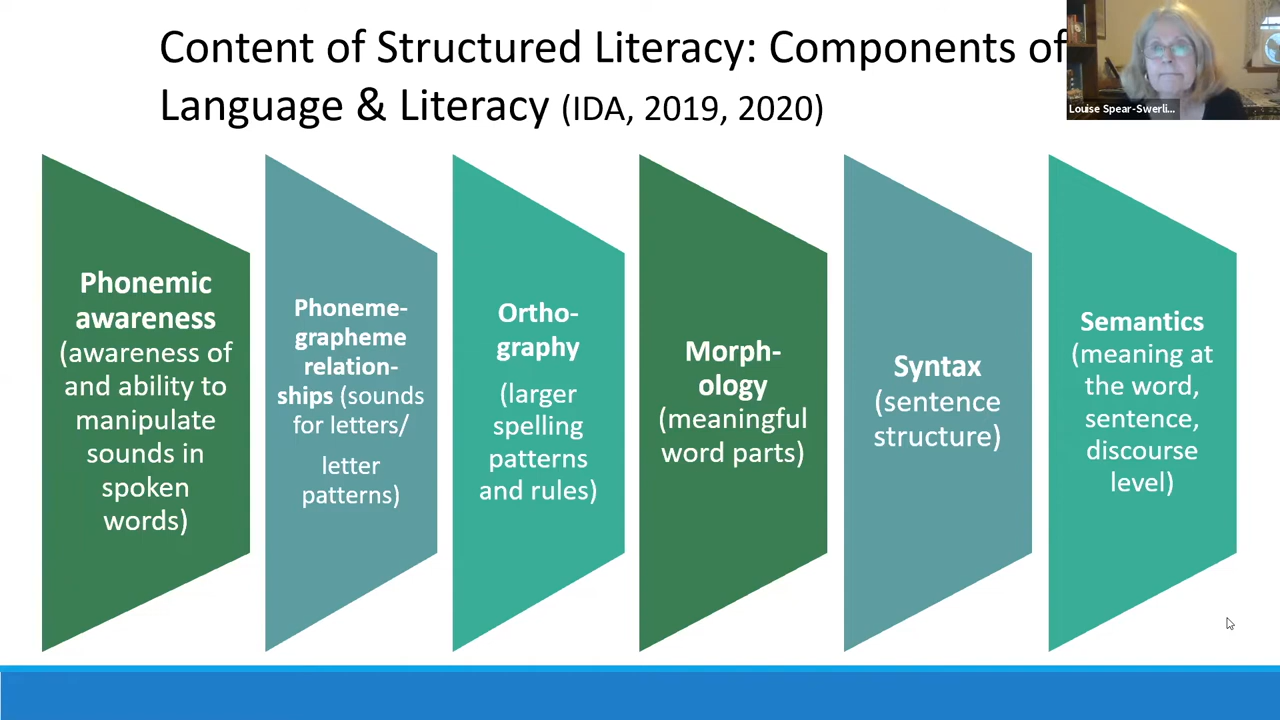 Content of Structured Literacy: Components of
Language & Literacy (IDA, 2019, 2020)
Louise Spear-Swerli...
Phonemic
awareness
(awareness of
and ability to
manipulate
sounds in
spoken
words)
Phoneme-
grapheme
relation-
ships (sounds
for letters/
letter
patterns)
Ortho-
graphy
(larger
spelling
patterns
and rules)
Morph-
ology
(meaningful
word parts)
Syntax
(sentence
structure)
Semantics
(meaning at
the word,
sentence,
discourse
level)